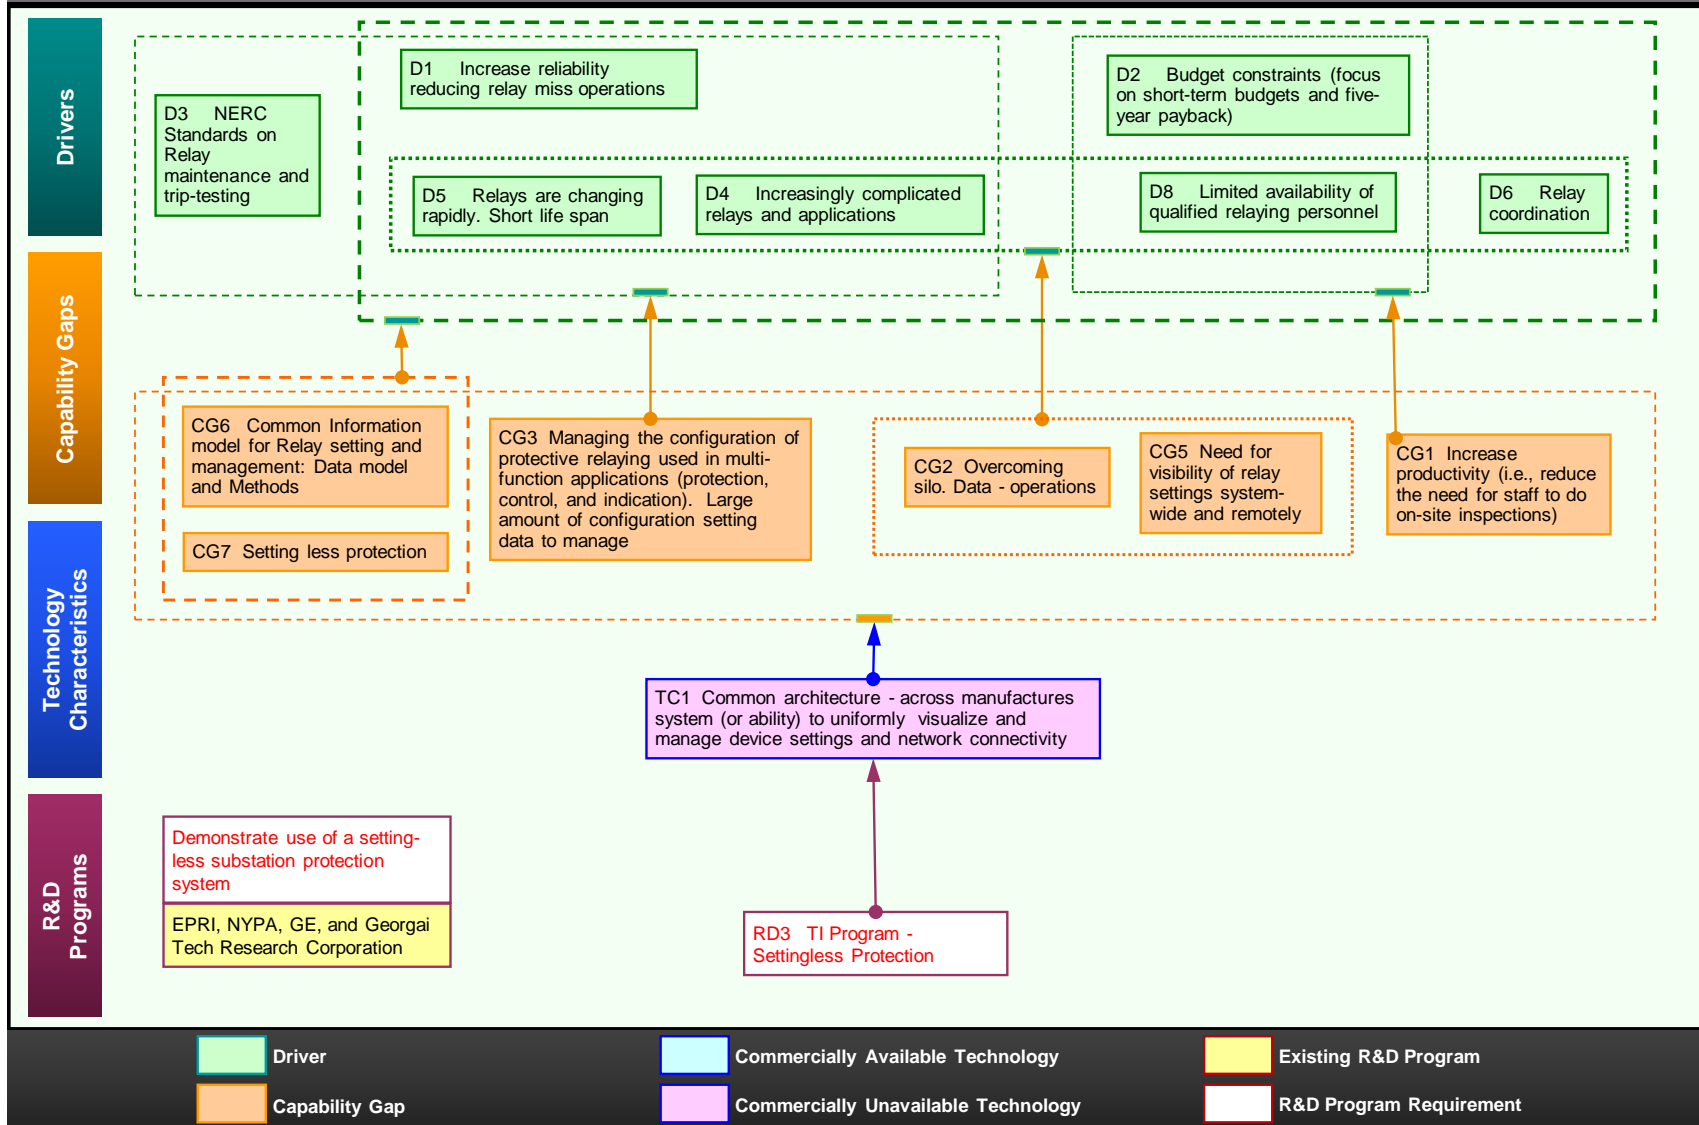 Drivers
D1 Increase reliability
reducing relay miss operations
D2 Budget constraints (focus
on short-term budgets and five-
year payback)
D3 NERC
Standards on
Relay
maintenance and
trip-testing
D5 Relays are changing
rapidly. Short life span
D4 Increasingly complicated
relays and applications
D8 Limited availability of
qualified relaying personnel
D6 Relay
coordination
Capability Gaps
CG6 Common Information
model for Relay setting and
management: Data model
and Methods
CG7 Setting less protection
CG3 Managing the configuration of
protective relaying used in multi-
function applications (protection,
control, and indication). Large
amount of configuration setting
data to manage
CG2 Overcoming
silo. Data - operations
CG5 Need for
visibility of relay
settings system-
wide and remotely
CG1 Increase
productivity (i.e., reduce
the need for staff to do
on-site inspections)
Technology
Characteristics
TC1 Common architecture - across manufactures
system (or ability) to uniformly visualize and
manage device settings and network connectivity
R&D
Programs
Demonstrate use of a setting-
less substation protection
system
EPRI, NYPA, GE, and Georgai
Tech Research Corporation
RD3 TI Program -
Settingless Protection
Driver
Commercially Available Technology
Existing R&D Program
Capability Gap
Commercially Unavailable Technology
R&D Program Requirement